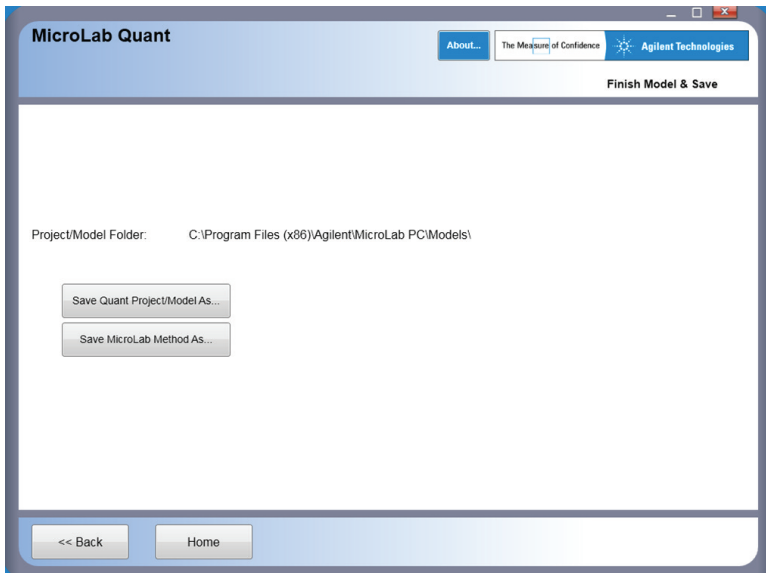 MicroLab Quant
About...
The Measure of Confidence
Agilent Technologies
Finish Model & Save
Project/Model Folder: C:\Program Files (x86)\Agilent\MicroLab PC\Models\
Save Quant Project/Model As...
Save MicroLab Method As...
<< Back
Home